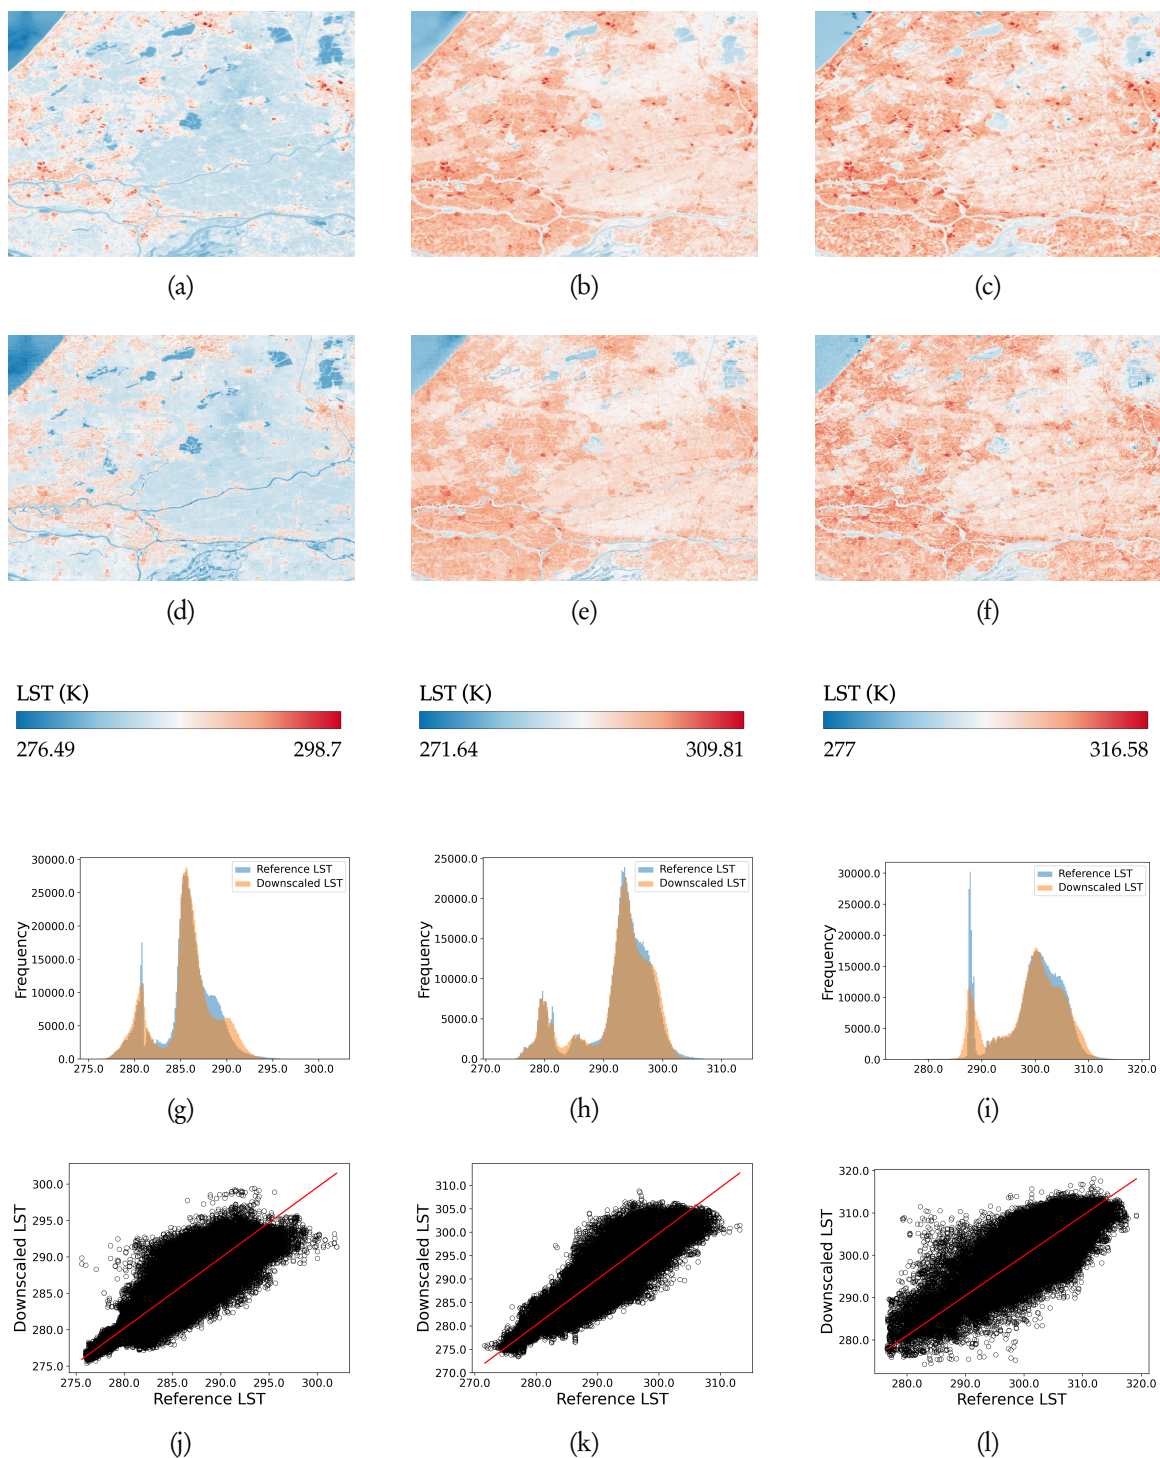 (a) (b) (c)
(d) (e) (f)
LST (K) LST (K) LST (K)
276.49 298.7 271.64 309.81 277 316.58
Frequency
30000.0
25000.0
20000.0
15000.0
10000.0
5000.0
0.0
275.0 280.0 285.0 290.0 295.0 300.0
Reference LST
Downscaled LST
(g)
Frequency
25000.0
20000.0
15000.0
10000.0
5000.0
0.0
270.0 280.0 290.0 300.0 310.0
Reference LST
Downscaled LST
(h)
Frequency
30000.0
25000.0
20000.0
15000.0
10000.0
5000.0
0.0
280.0 290.0 300.0 310.0 320.0
Reference LST
Downscaled LST
(i)
Downscaled LST
300.0
295.0
290.0
285.0
280.0
275.0
275.0 280.0 285.0 290.0 295.0 300.0
Reference LST
(j)
Downscaled LST
310.0
305.0
300.0
295.0
290.0
285.0
280.0
275.0
270.0
270.0 280.0 290.0 300.0 310.0
Reference LST
(k)
Downscaled LST
320.0
310.0
300.0
290.0
280.0
280.0 290.0 300.0 310.0 320.0
Reference LST
(l)